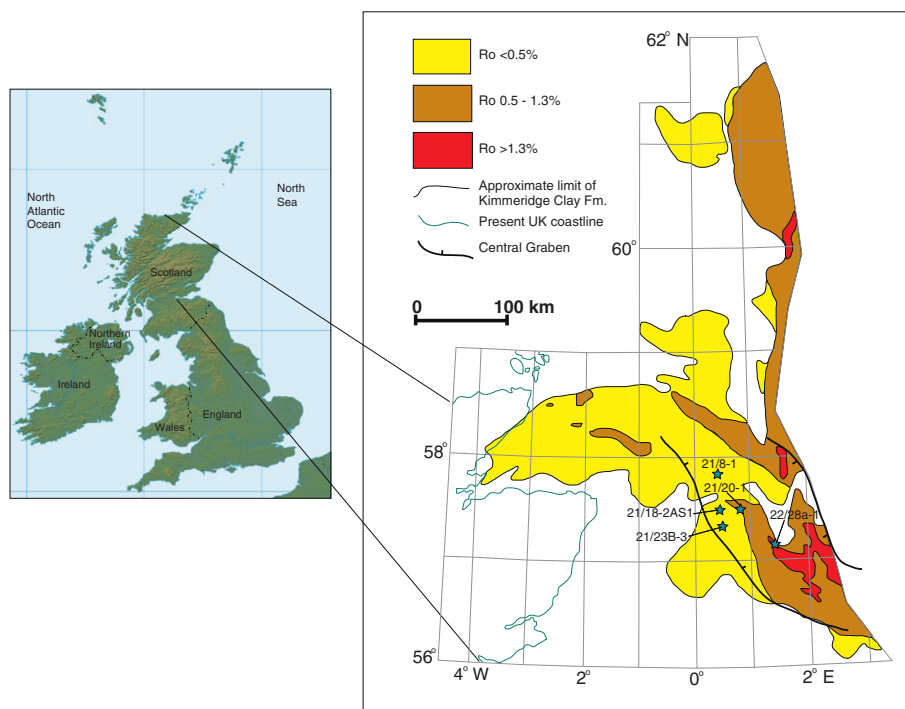 North
Atlantic
Ocean
North
Sea
Scotland
Northern
Ireland
Ireland
Wales
England
Ro <0.5%
Ro 0.5 - 1.3%
Ro >1.3%
Approximate limit of
Kimmeridge Clay Fm.
Present UK coastline
Central Graben
0 100 km
62° N
60°
58°
56°
21/8-1
21/20-1
21/18-2AS1
22/28a-1
21/23B-3
4° W
2°
0°
2° E